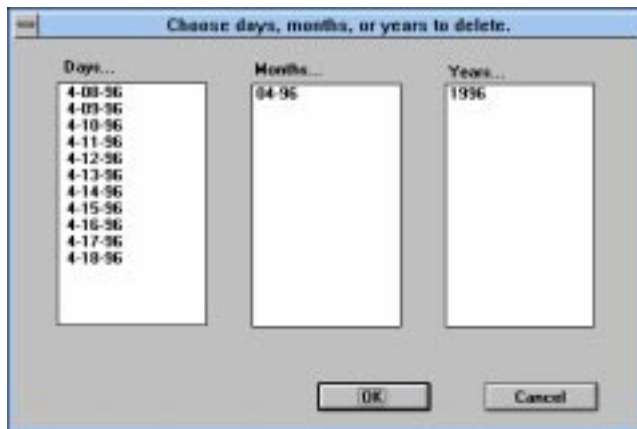 Choose days, months, or years to delete.
Days...
4-08-96
4-09-96
4-10-96
4-11-96
4-12-96
4-13-96
4-14-96
4-15-96
4-16-96
4-17-96
4-18-96
Months...
04-96
Years...
1996
OK
Cancel